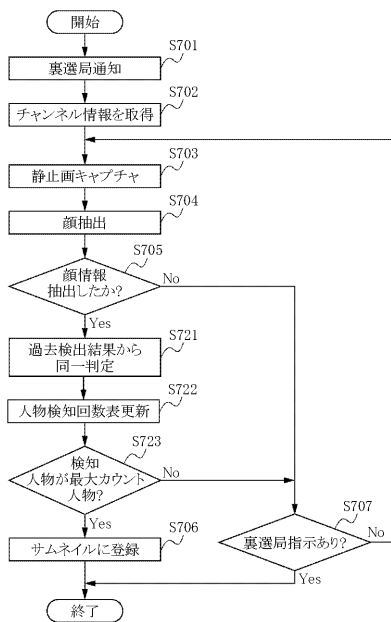 開始
S701
裏選局通知
S702
チャンネル情報を取得
S703
静止画キャプチャ
S704
顔抽出
S705
顔情報
抽出したか?
No
Yes
S721
過去検出結果から
同一判定
S722
人物検知回数表更新
S723
検知
人物が最大カウント
人物?
No
Yes
S706
サムネイルに登録
S707
裏選局指示あり?
No
Yes
終了